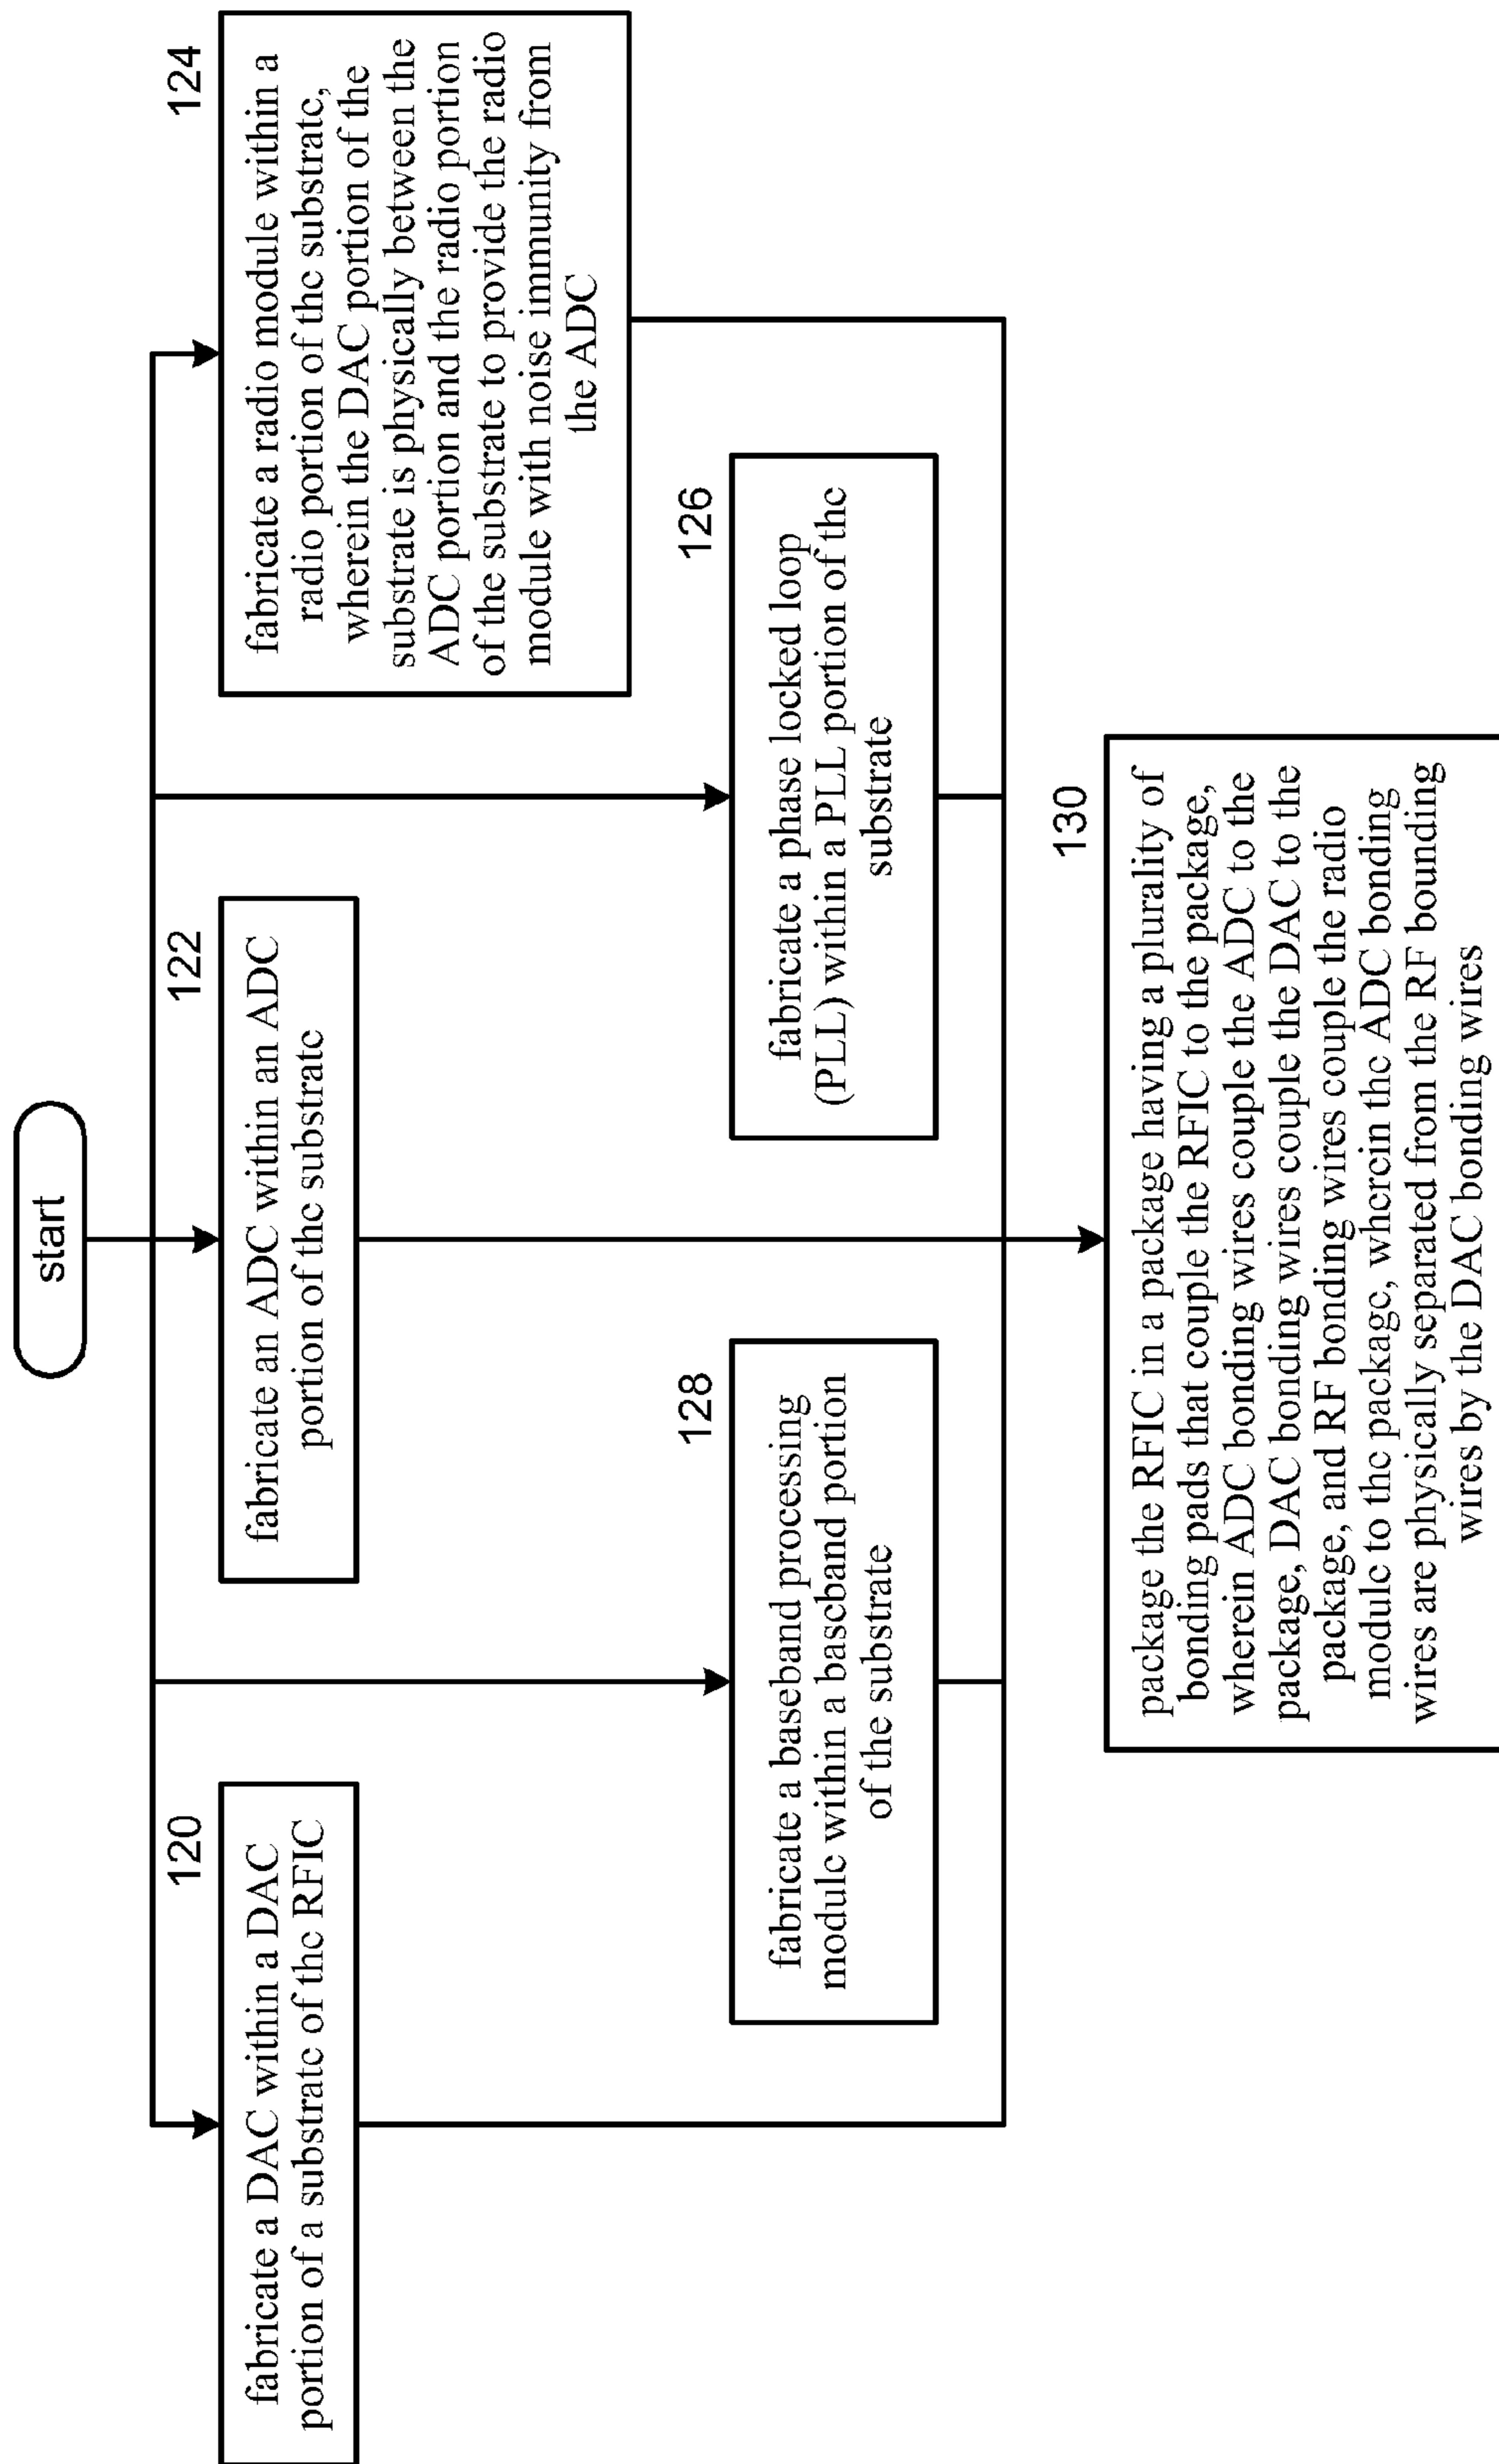 start
120
fabricate a DAC within a DAC
portion of a substrate of the RFIC
122
fabricate an ADC within an ADC
portion of the substrate
124
fabricate a radio module within a
radio portion of the substrate,
wherein the DAC portion of the
substrate is physically between the
ADC portion and the radio portion
of the substrate to provide the radio
module with noise immunity from
the ADC
128
fabricate a baseband processing
module within a baseband portion
of the substrate
126
fabricate a phase locked loop
(PLL) within a PLL portion of the
substrate
130
package the RFIC in a package having a plurality of
bonding pads that couple the RFIC to the package,
wherein ADC bonding wires couple the ADC to the
package, DAC bonding wires couple the DAC to the
package, and RF bonding wires couple the radio
module to the package, wherein the ADC bonding
wires are physically separated from the RF bounding
wires by the DAC bonding wires